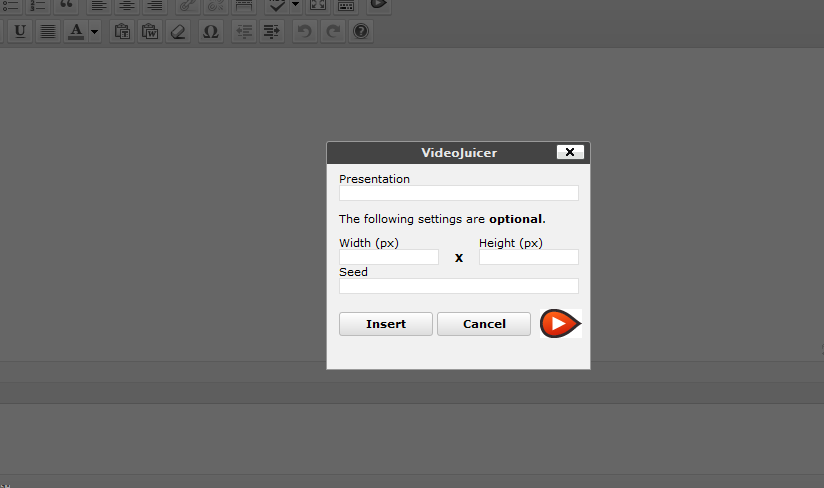 VideoJuicer
Presentation
The following settings are optional.
Width (px) Height (px)
x
Seed
Insert Cancel